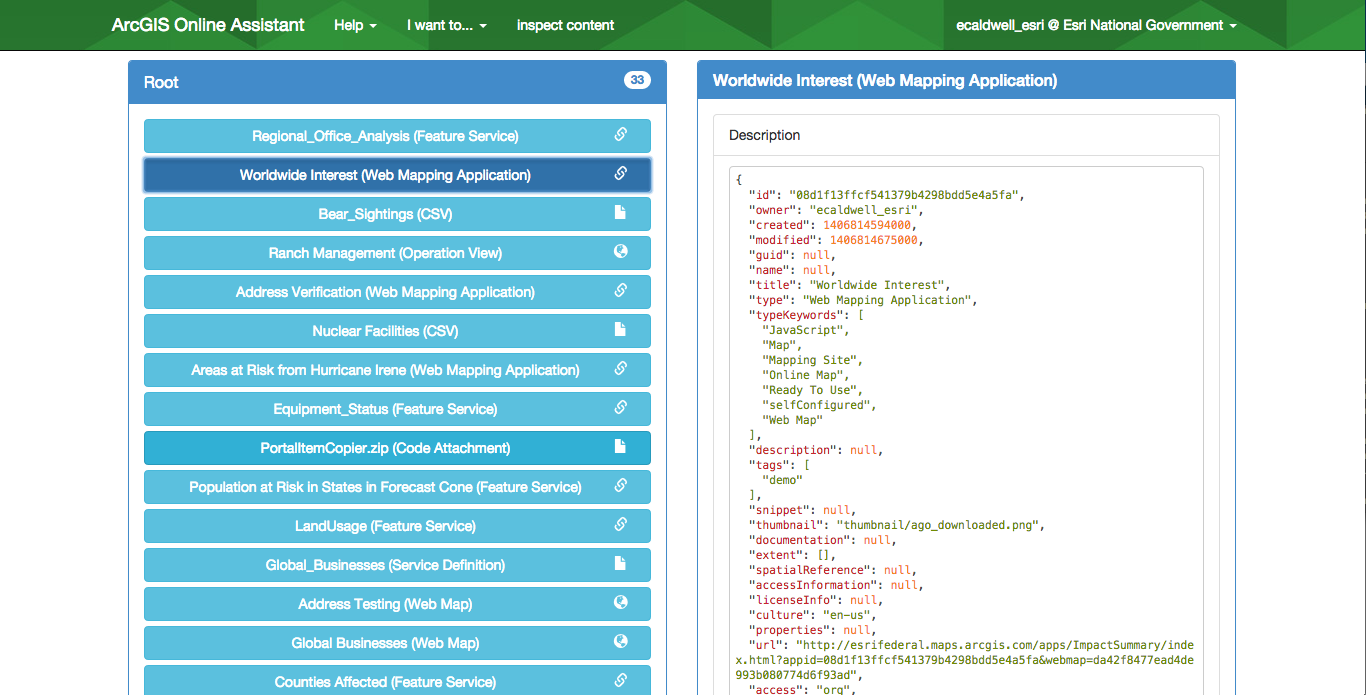 ArcGIS Online Assistant Help I want to... Inspect content ecaldwell_esri @ Esri National Government
Root 33
Regional_Office_Analysis (Feature Service)
Worldwide Interest (Web Mapping Application)
Bear_Sightings (CSV)
Ranch Management (Operation View)
Address Verification (Web Mapping Application)
Nuclear Facilities (CSV)
Areas at Risk from Hurricane Irene (Web Mapping Application)
Equipment_Status (Feature Service)
PortalItemCopier.zip (Code Attachment)
Population at Risk in States in Forecast Cone (Feature Service)
LandUsage (Feature Service)
Global_Businesses (Service Definition)
Address Testing (Web Map)
Global Businesses (Web Map)
Counties Affected (Feature Service)
Worldwide Interest (Web Mapping Application)
Description
{
"id": "08d1f13ffcf541379b4298bdd5e4a5fa",
"owner": "ecaldwell_esri",
"created": 1406814594000,
"modified": 1406814675000,
"guid": null,
"name": null,
"title": "Worldwide Interest",
"type": "Web Mapping Application",
"typeKeywords": [
"JavaScript",
"Map",
"Mapping Site",
"Online Map",
"Ready To Use",
"selfConfigured",
"Web Map"
],
"description": null,
"tags": [
"demo"
],
"snippet": null,
"thumbnail": "thumbnail/ago_downloaded.png",
"documentation": null,
"extent": [],
"spatialReference": null,
"accessInformation": null,
"licenseInfo": null,
"culture": "en-us",
"properties": null,
"url": "http://esrifederal.maps.arcgis.com/apps/ImpactSummary/inde
x.html?appid=08d1f13ffcf541379b4298bdd5e4a5fa&webmap=da42f8477ead4de
993b080774d6f93ad",
"access": "org",